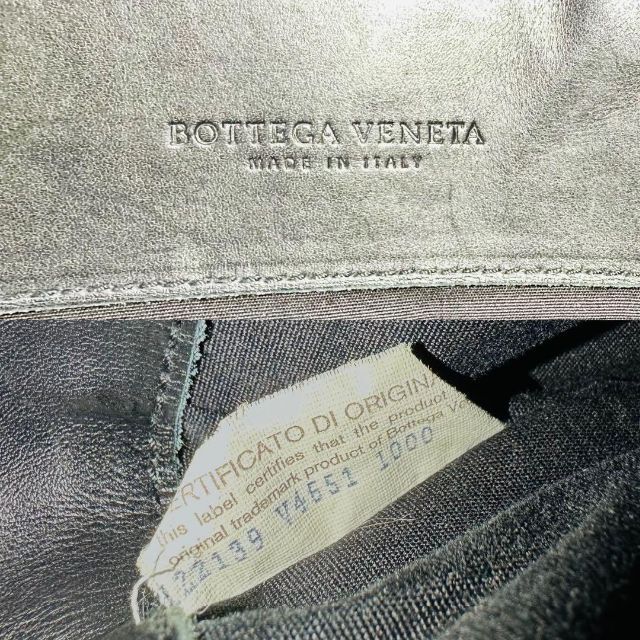 BOTTEGA VENETA
MADE IN ITALY
CERTIFICATO DI ORIGINA
this label certifies that the product
original trademark product of Bottega Ve
122139 V4651 1000